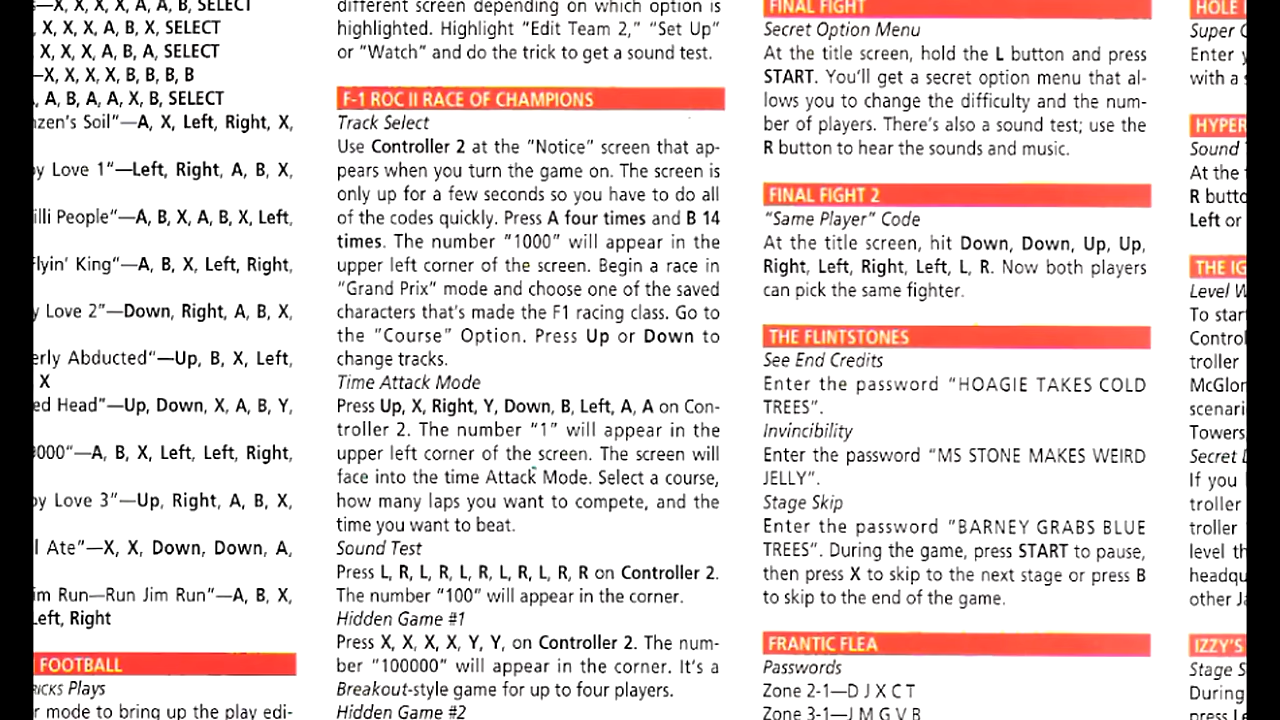 —X, X, X, X, A, A, B, SELECT
X, X, X, A, B, X, SELECT
X, X, X, A, B, A, SELECT
—X, X, X, X, B, B, B, B
A, B, A, A, X, B, SELECT
Soil"—A, X, Left, Right, X,
Love 1"—Left, Right, A, B, X,
People"—A, B, X, A, B, X, Left,
King"—A, B, X, Left, Right,
Love 2"—Down, Right, A, B, X,
Abducted"—Up, B, X, Left,
X
Head"—Up, Down, X, A, B, Y,
000"—A, B, X, Left, Left, Right,
Love 3"—Up, Right, A, B, X,
Ate"—X, X, Down, Down, A,
Run—Run Jim Run"—A, B, X,
Left, Right
FOOTBALL
Plays
mode to bring up the play edi-
different screen depending on which option is
highlighted. Highlight "Edit Team 2," "Set Up"
or "Watch" and do the trick to get a sound test.
F-1 ROC II RACE OF CHAMPIONS
Track Select
Use Controller 2 at the "Notice" screen that ap-
pears when you turn the game on. The screen is
only up for a few seconds so you have to do all
of the codes quickly. Press A four times and B 14
times. The number "1000" will appear in the
upper left corner of the screen. Begin a race in
"Grand Prix" mode and choose one of the saved
characters that's made the F1 racing class. Go to
the "Course" Option. Press Up or Down to
change tracks.
Time Attack Mode
Press Up, X, Right, Y, Down, B, Left, A, A on Con-
troller 2. The number "1" will appear in the
upper left corner of the screen. The screen will
face into the time Attack Mode. Select a course,
how many laps you want to compete, and the
time you want to beat.
Sound Test
Press L, R, L, R, L, R, L, R, L, R, R on Controller 2.
The number "100" will appear in the corner.
Hidden Game #1
Press X, X, X, X, Y, Y, on Controller 2. The num-
ber "100000" will appear in the corner. It's a
Breakout-style game for up to four players.
Hidden Game #2
FINAL FIGHT
Secret Option Menu
At the title screen, hold the L button and press
START. You'll get a secret option menu that al-
lows you to change the difficulty and the num-
ber of players. There's also a sound test; use the
R button to hear the sounds and music.
FINAL FIGHT 2
"Same Player" Code
At the title screen, hit Down, Down, Up, Up,
Right, Left, Right, Left, L, R. Now both players
can pick the same fighter.
THE FLINTSTONES
See End Credits
Enter the password "HOAGIE TAKES COLD
TREES".
Invincibility
Enter the password "MS STONE MAKES WEIRD
JELLY".
Stage Skip
Enter the password "BARNEY GRABS BLUE
TREES". During the game, press START to pause,
then press X to skip to the next stage or press B
to skip to the end of the game.
FRANTIC FLEA
Passwords
Zone 2-1—D J X C T
Zone 3-1—J M G V B
HOLE
Super
Enter
with a
HYPER
Sound
At the
R
Left or
THE
Level
To
troller
Towers
Secret
If you
troller
troller
level
other
IZZY'S
Stage
During
press